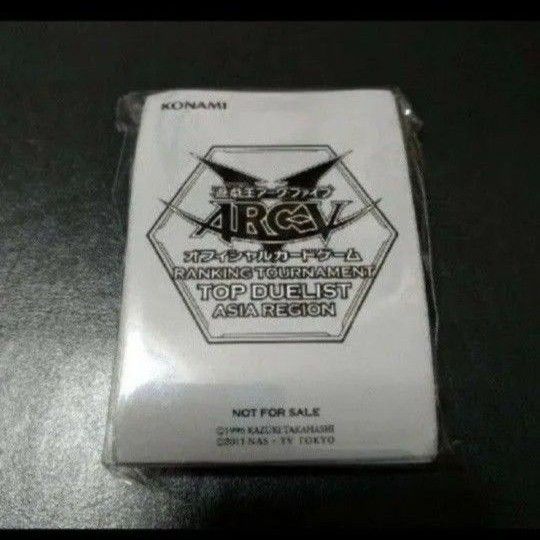 KONAMI
遊戯王アークファイブ
ARC-V
オフィシャルカードゲーム
RANKING TOURNAMENT
TOP DUELIST
ASIA REGION
NOT FOR SALE
©1996 KAZUKI TAKAHASHI
©2011 NAS・TV TOKYO